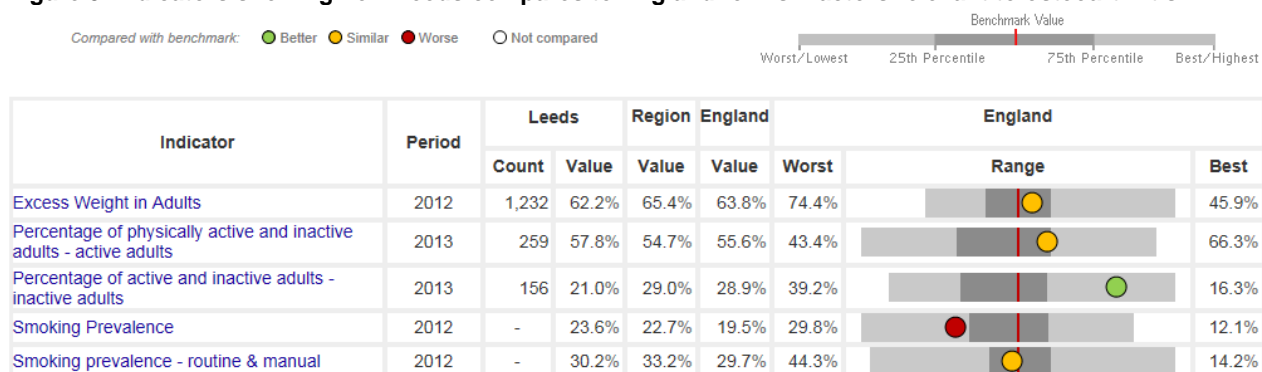 Compared with benchmark: Better Similar Worse Not compared
Benchmark Value
Worst/Lowest 25th Percentile 75th Percentile Best/Highest
Indicator Period Leeds Region England England
Count Value Value Value Worst Range Best
Excess Weight in Adults 2012 1,232 62.2% 65.4% 63.8% 74.4% 45.9%
Percentage of physically active and inactive
adults - active adults 2013 259 57.8% 54.7% 55.6% 43.4% 66.3%
Percentage of active and inactive adults -
inactive adults 2013 156 21.0% 29.0% 28.9% 39.2% 16.3%
Smoking Prevalence 2012 - 23.6% 22.7% 19.5% 29.8% 12.1%
Smoking prevalence - routine & manual 2012 - 30.2% 33.2% 29.7% 44.3% 14.2%